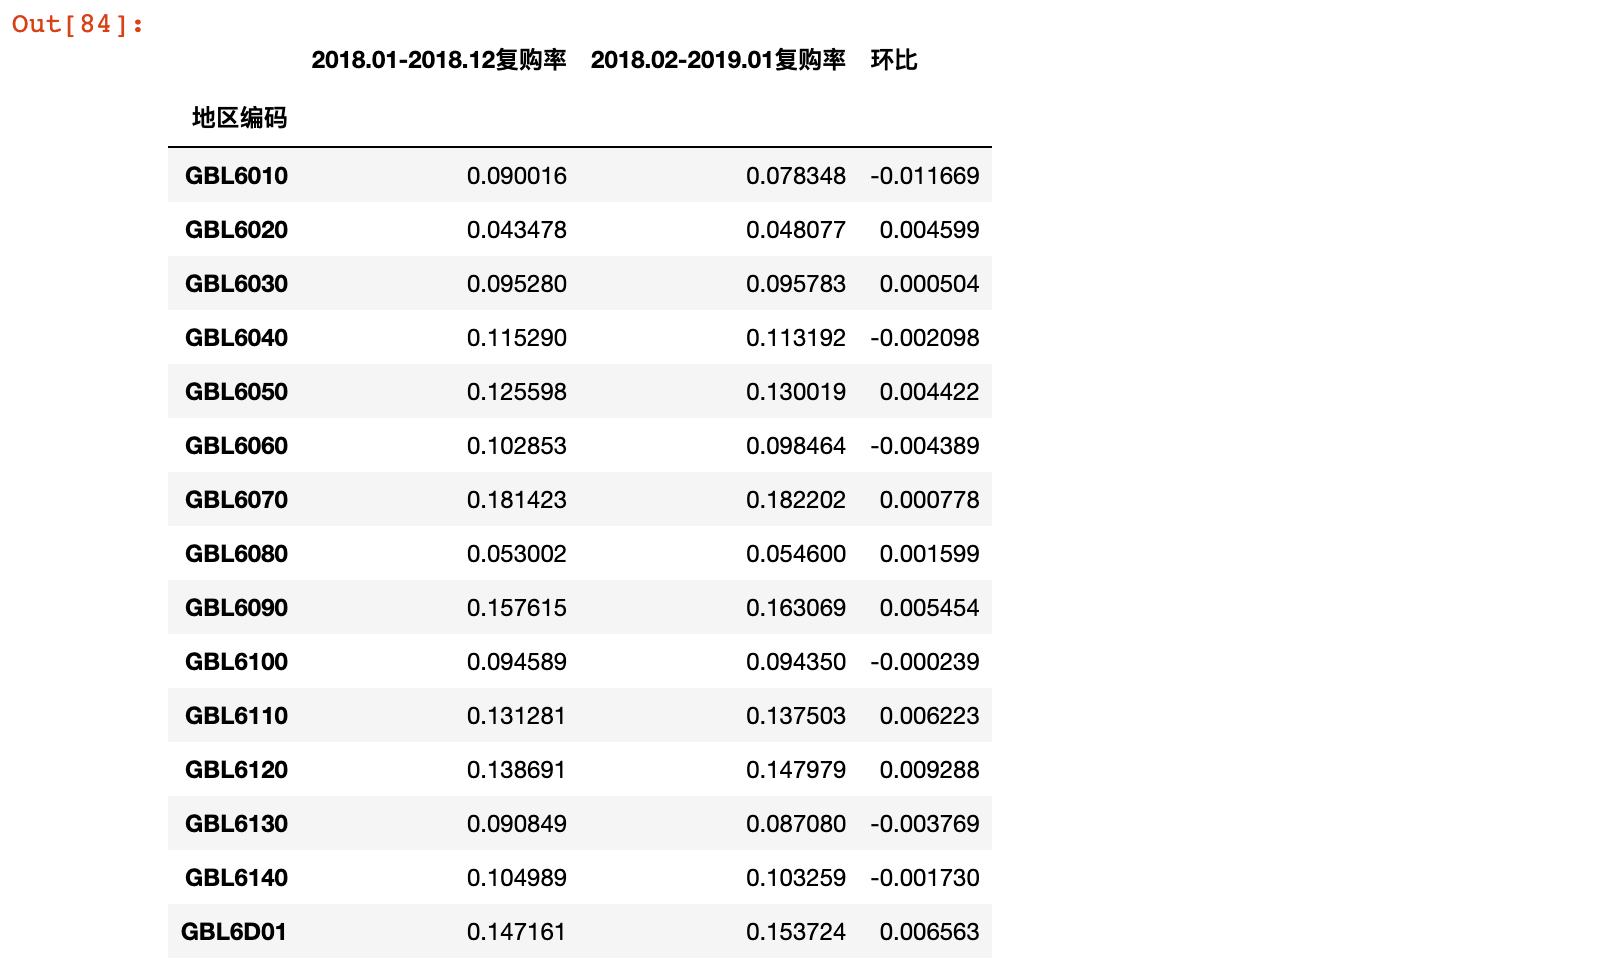 Out[84]:
2018.01-2018.12复购率 2018.02-2019.01复购率 环比
地区编码
GBL6010 0.090016 0.078348 -0.011669
GBL6020 0.043478 0.048077 0.004599
GBL6030 0.095280 0.095783 0.000504
GBL6040 0.115290 0.113192 -0.002098
GBL6050 0.125598 0.130019 0.004422
GBL6060 0.102853 0.098464 -0.004389
GBL6070 0.181423 0.182202 0.000778
GBL6080 0.053002 0.054600 0.001599
GBL6090 0.157615 0.163069 0.005454
GBL6100 0.094589 0.094350 -0.000239
GBL6110 0.131281 0.137503 0.006223
GBL6120 0.138691 0.147979 0.009288
GBL6130 0.090849 0.087080 -0.003769
GBL6140 0.104989 0.103259 -0.001730
GBL6D01 0.147161 0.153724 0.006563